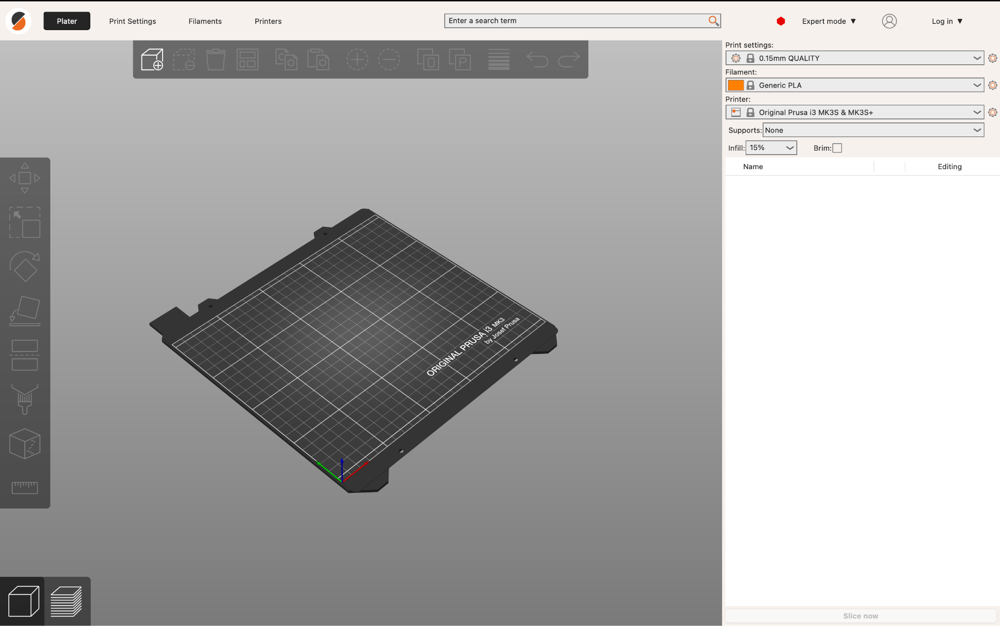 Plater
Print Settings
Filaments
Printers
Enter a search term
Expert mode ▼
Log in ▼
Print settings:
0.15mm QUALITY
Filament:
Generic PLA
Printer:
Original Prusa i3 MK3S & MK3S+
Supports: None
Infill: 15%
Brim:
Name
Editing
O
P
ORIGINAL PRUSA i3 MK3
by Josef Prusa
Slice now